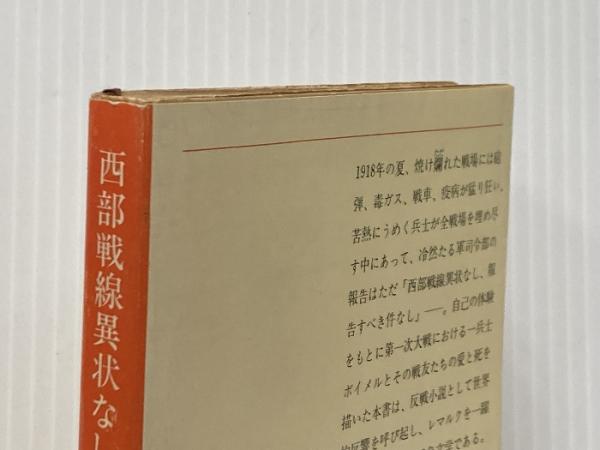 西部戦線異状なし
1918年の夏、焼け爛れた戦場には砲
弾、毒ガス、戦車、疫病が猛り狂い、
苦熱にうめく兵士が全戦場を埋め尽
す中にあって、冷然たる軍司令部の
報告はただ「西部戦線異状なし、報
告すべき件なし」――。自己の体験
をもとに第一次大戦における一兵士
ボイメルとその戦友たちの愛と死を
描いた本書は、反戦小説として世界
的反響を呼び起し、レマルクを一躍
文学である。